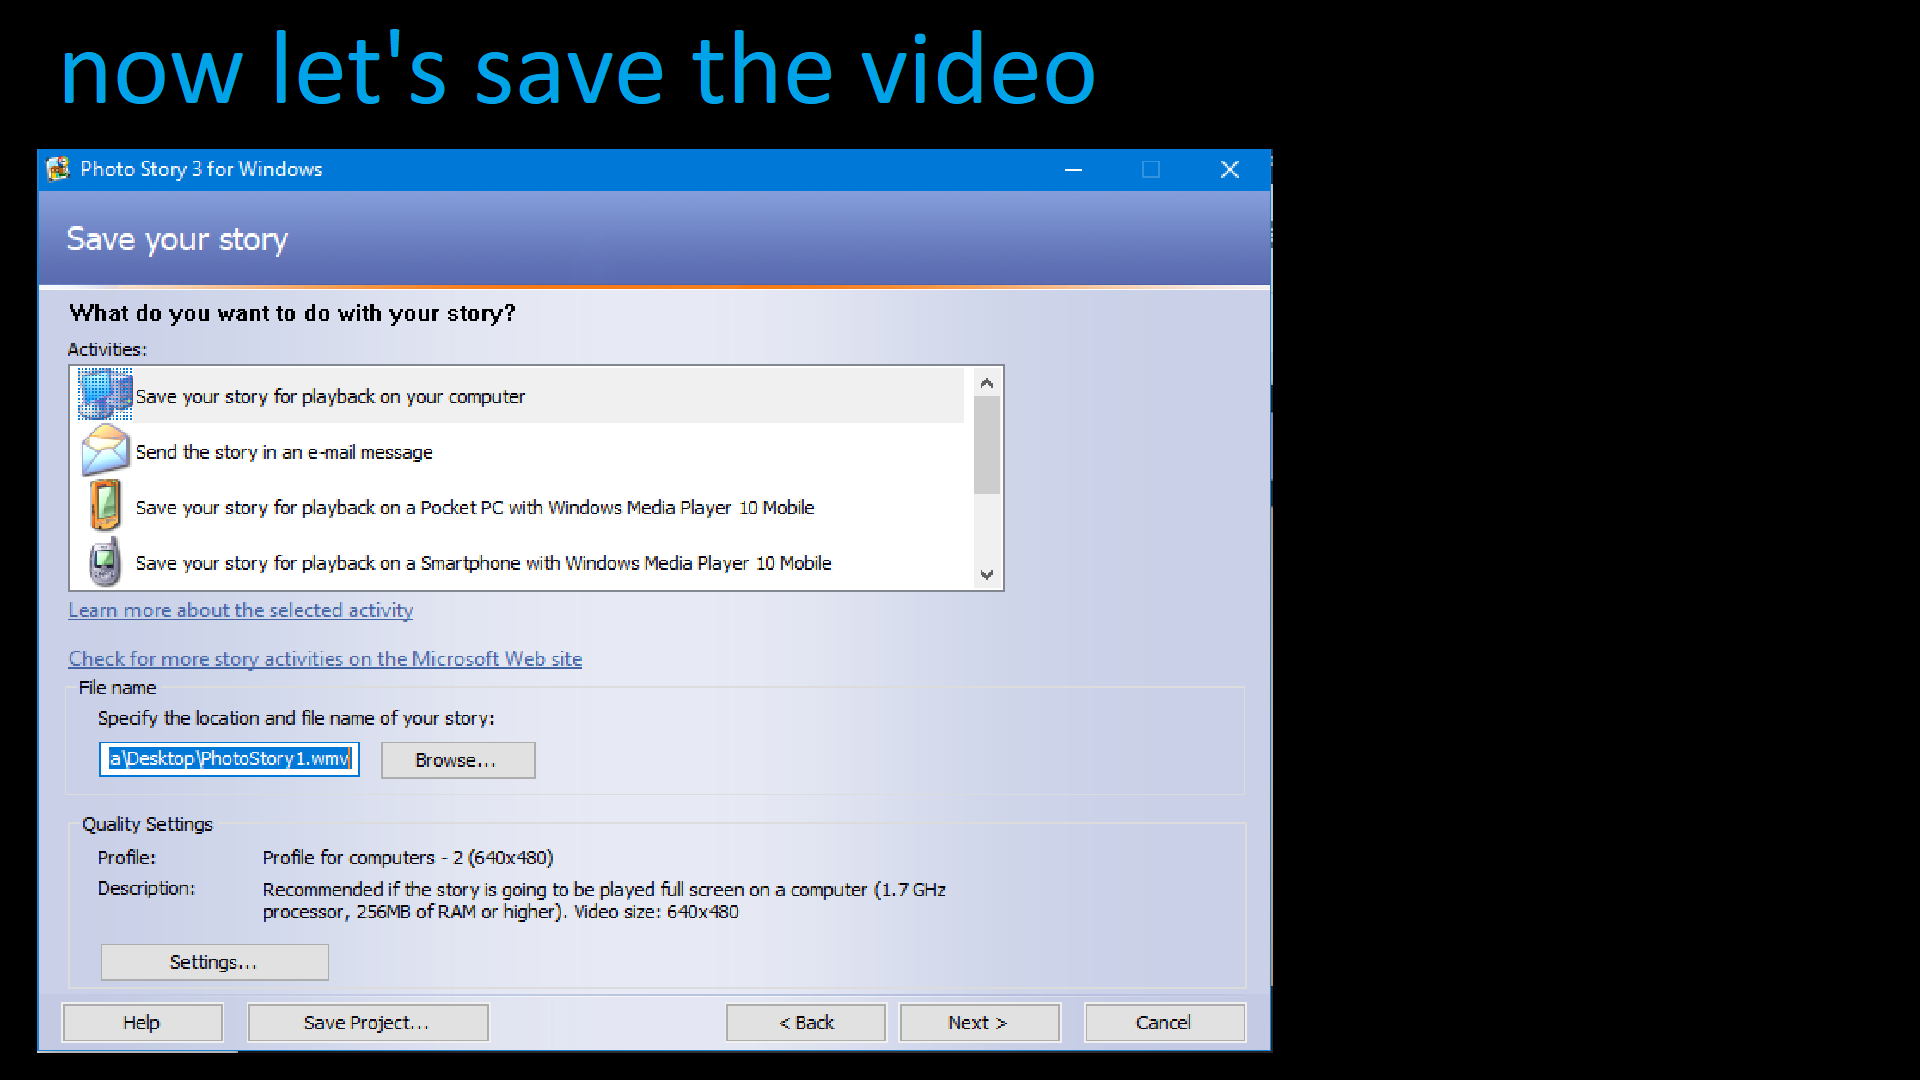 now let's save the video
Photo Story 3 for Windows
Save your story
What do you want to do with your story?
Activities:
Save your story for playback on your computer
Send the story in an e-mail message
Save your story for playback on a Pocket PC with Windows Media Player 10 Mobile
Save your story for playback on a Smartphone with Windows Media Player 10 Mobile
Learn more about the selected activity
Check for more story activities on the Microsoft Web site
File name
Specify the location and file name of your story:
a\Desktop\PhotoStory1.wmv
Browse...
Quality Settings
Profile: Profile for computers - 2 (640x480)
Description: Recommended if the story is going to be played full screen on a computer (1.7 GHz
processor, 256MB of RAM or higher). Video size: 640x480
Settings...
Help Save Project... < Back Next > Cancel